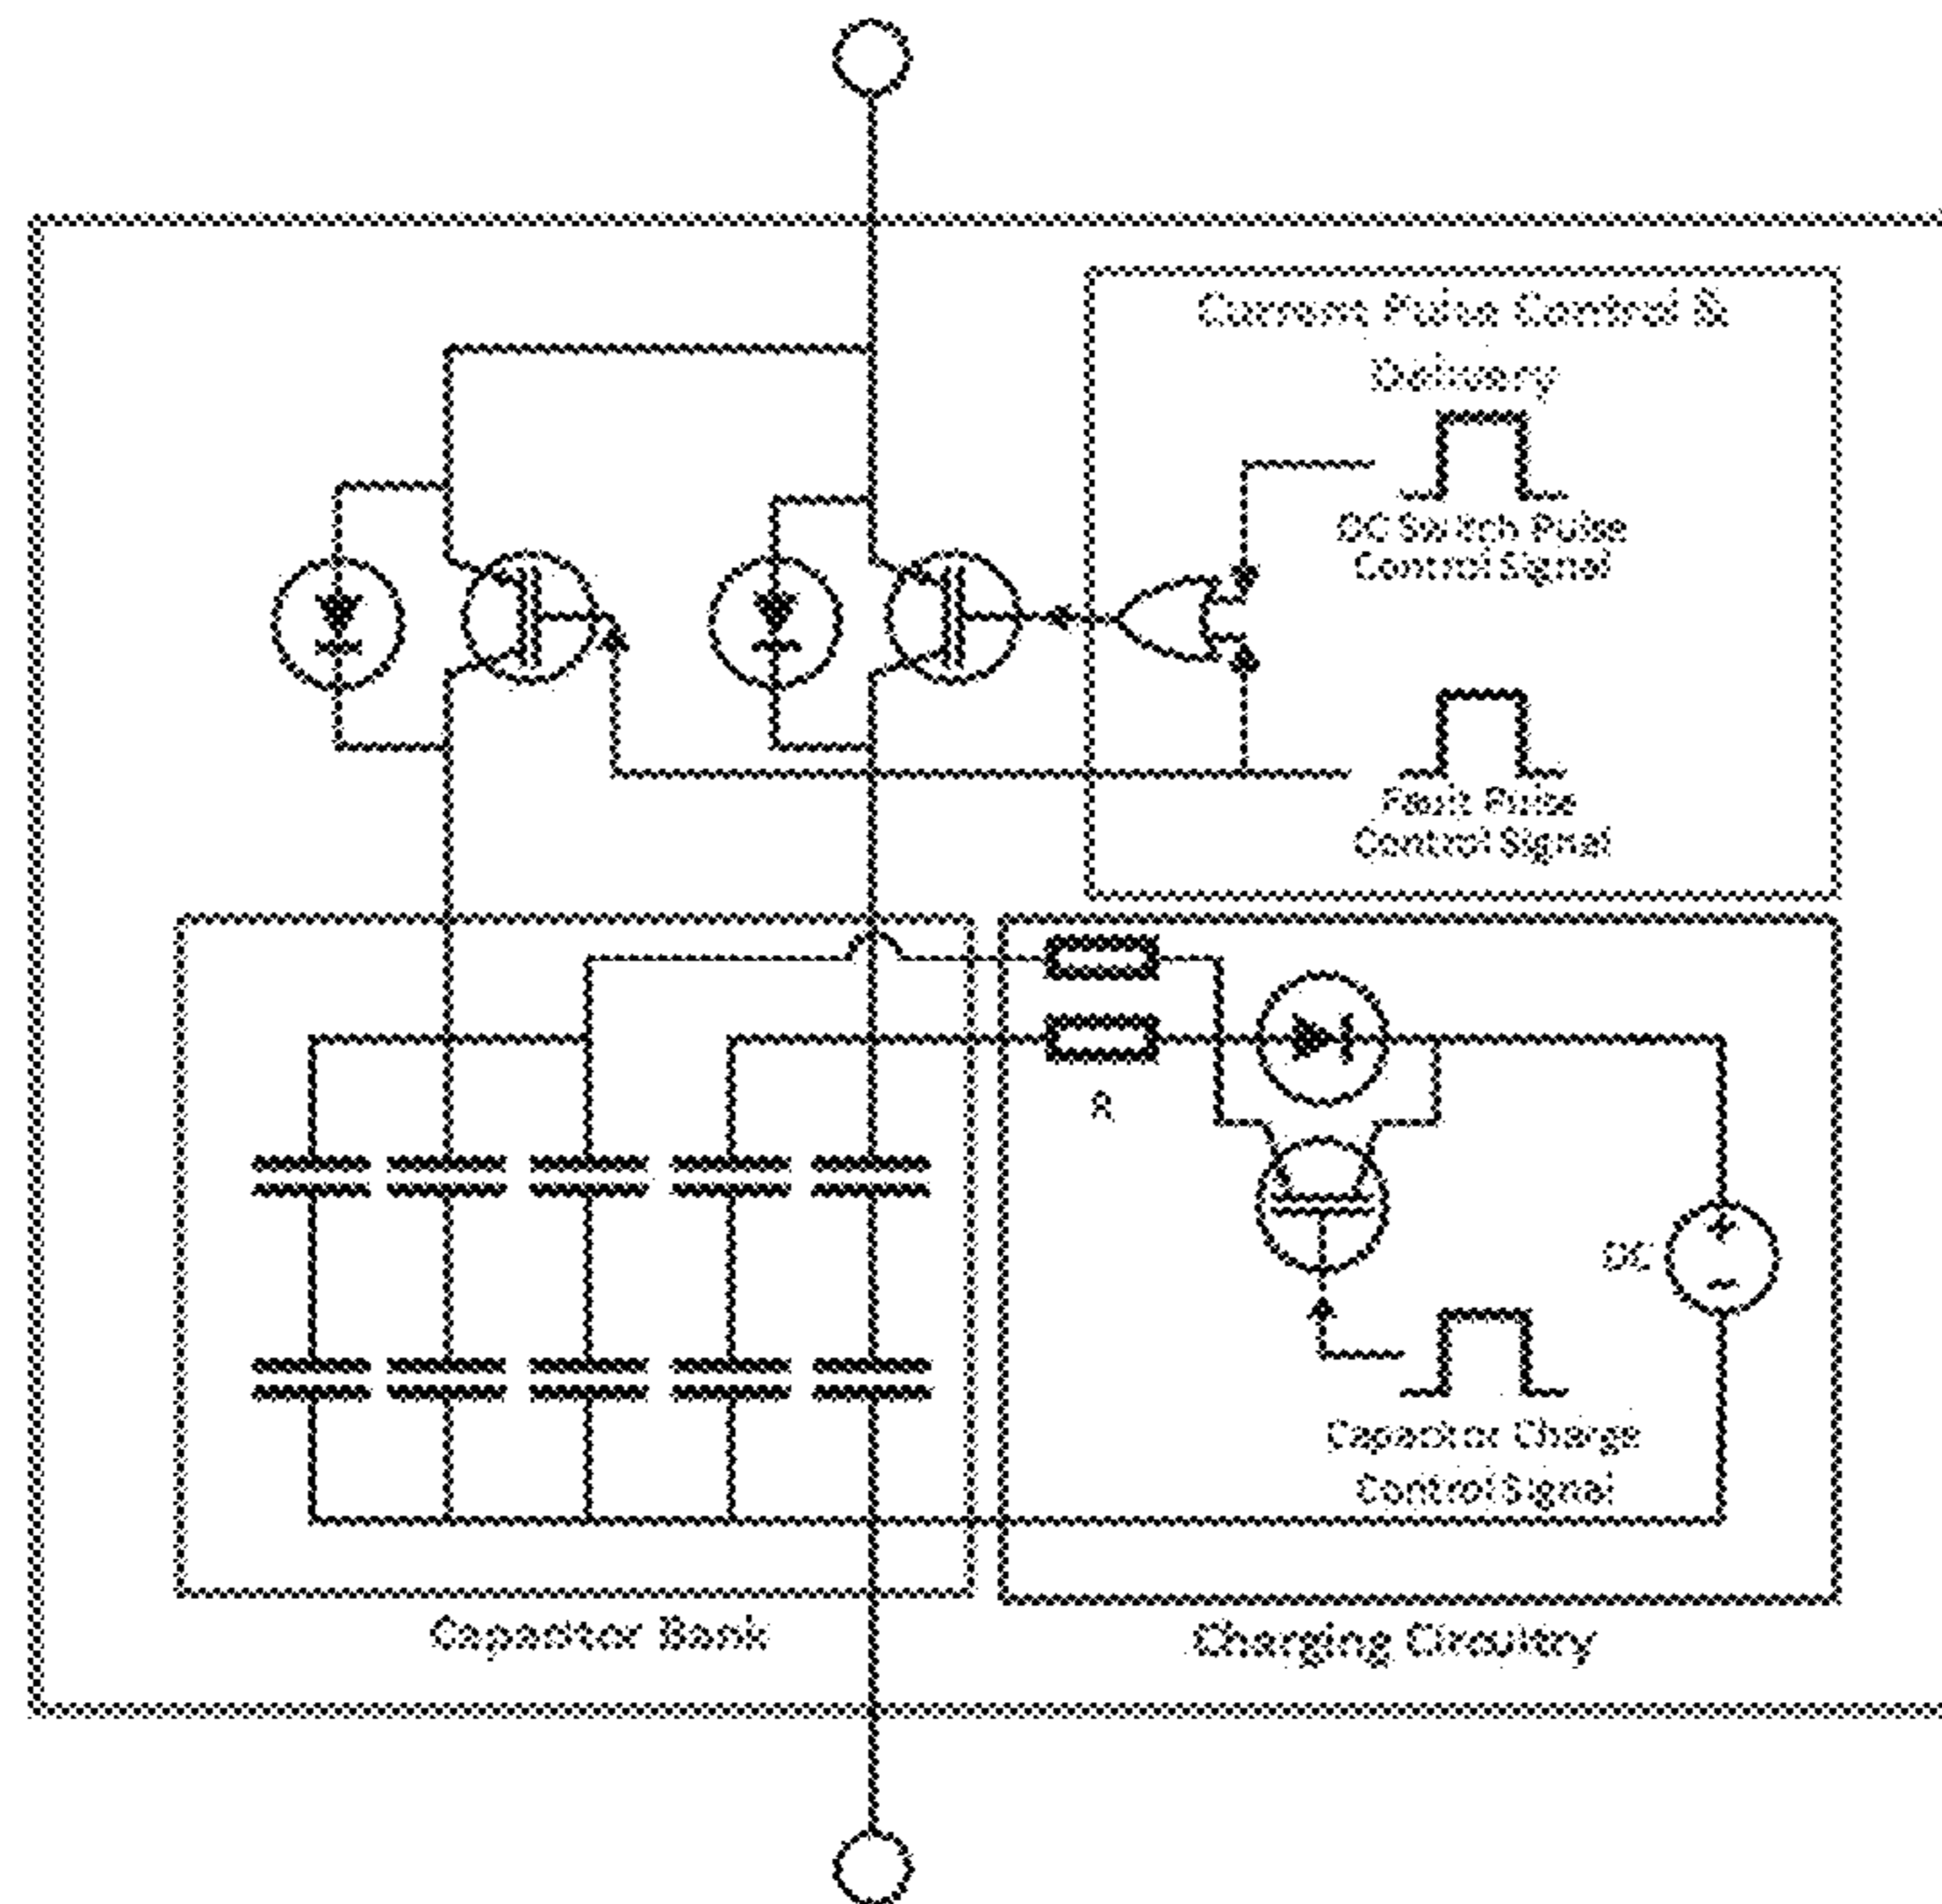 Current Pulse Control &
Delivery
DC Switch Pulse
Control Signal
Fault Pulse
Control Signal
R
DC
Capacitor Charge
Control Signal
Capacitor Bank
Charging Circuitry